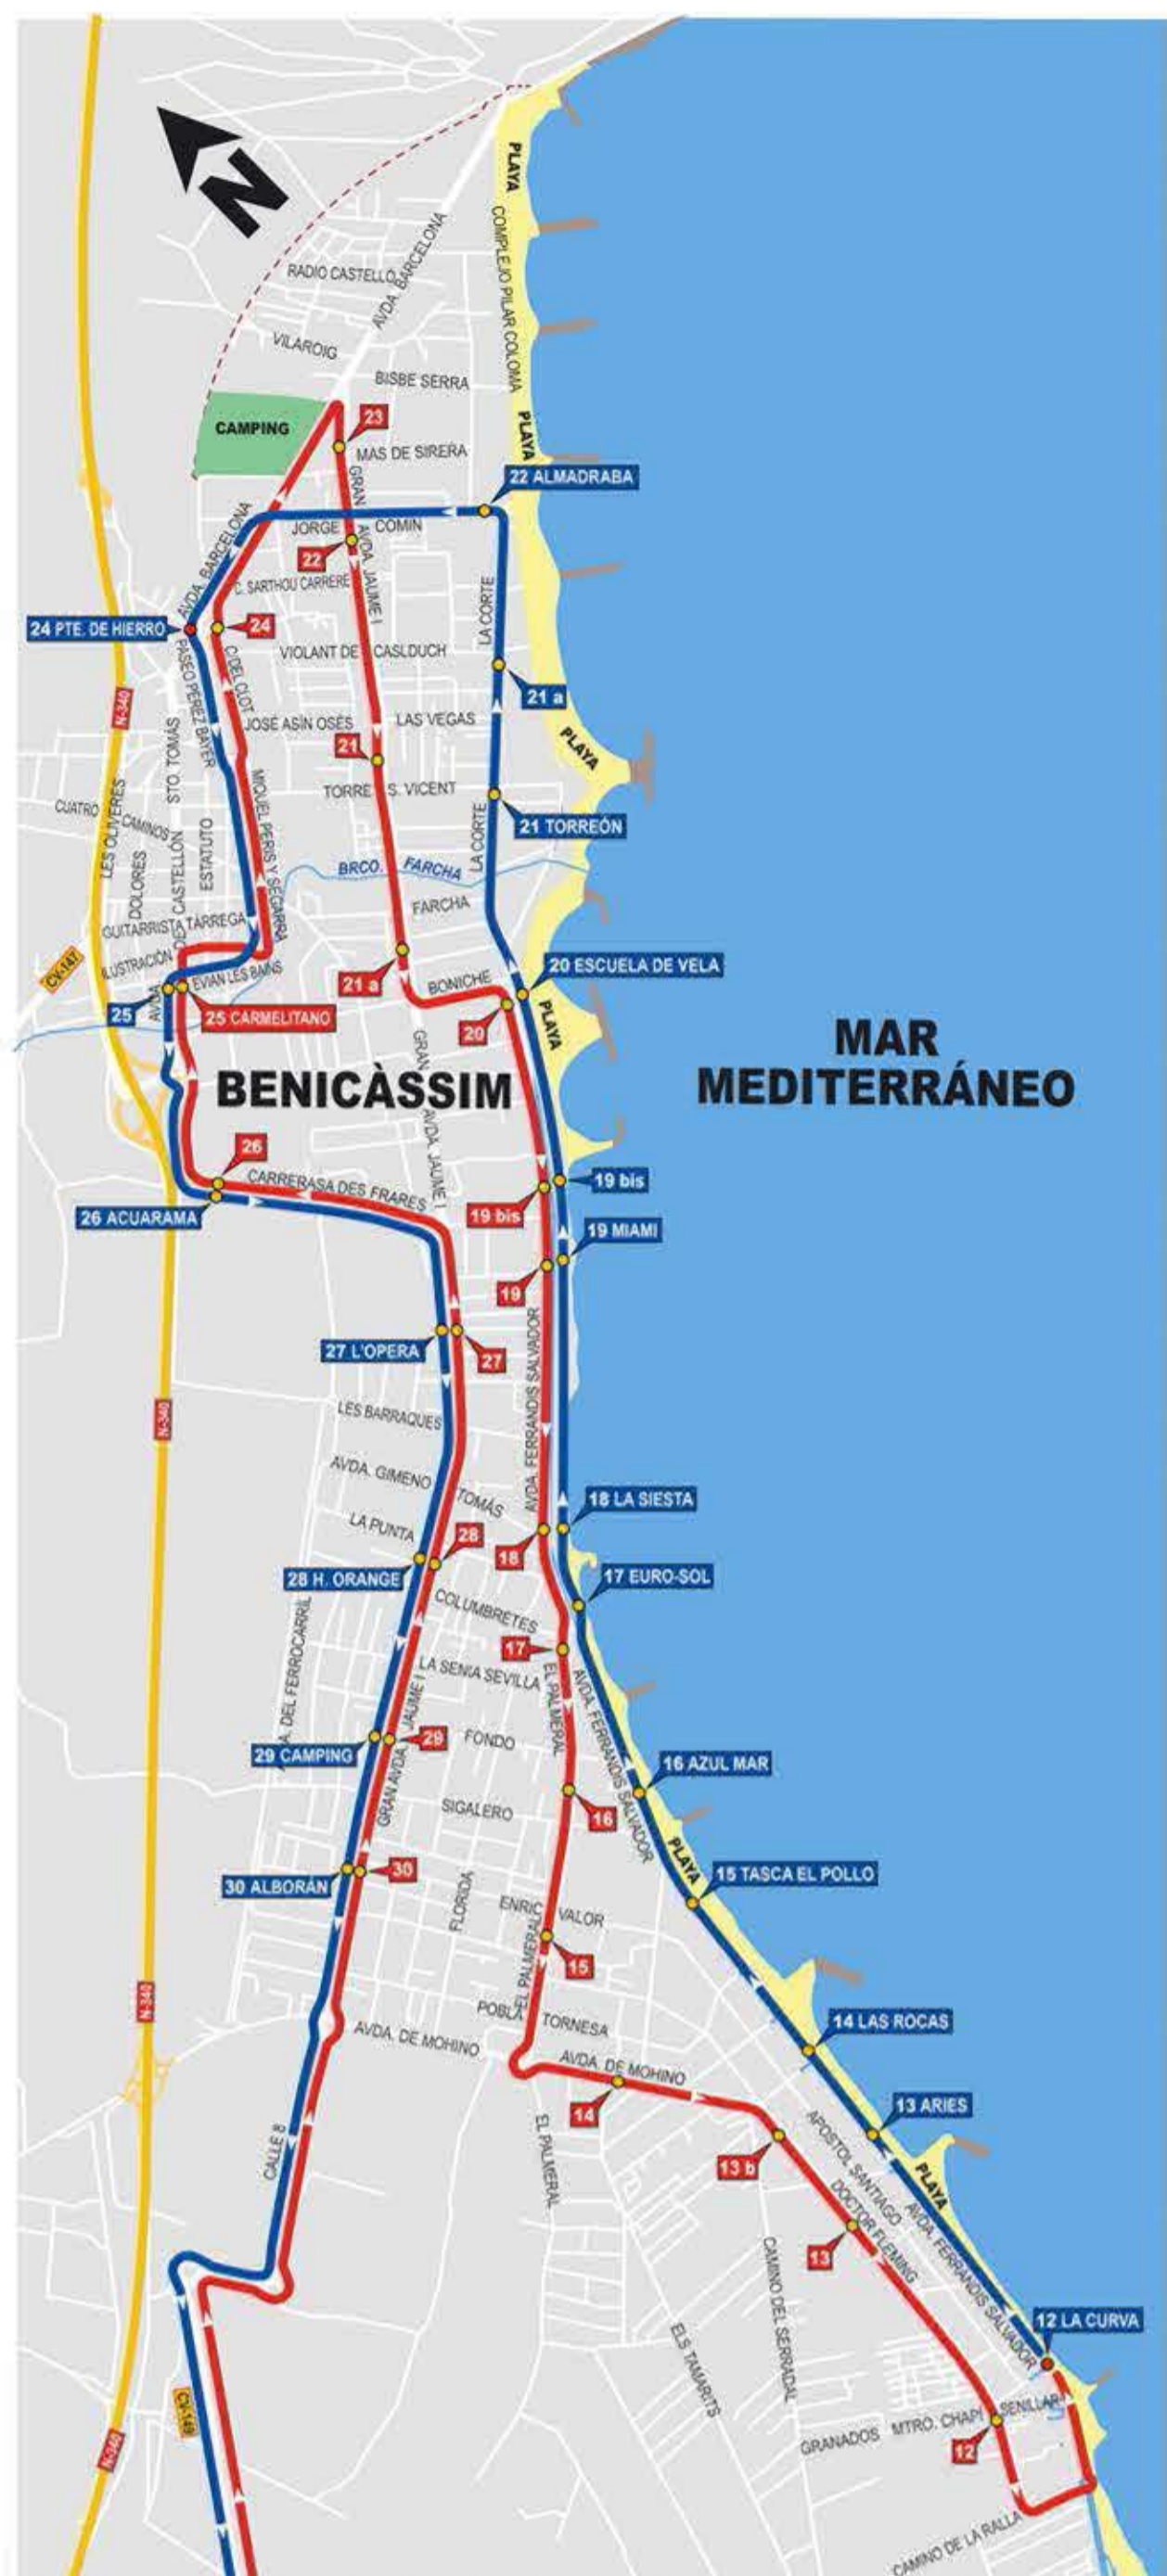 N
PLAYA
COMPLEJO PILAR COLOMA
AVDA. BARCELONA
RADIO CASTELLÓ
VILAROIG
BISBE SERRA
CAMPING
PLAYA
23
MAS DE SIRERA
GRAN AVDA. JAUME I
22 ALMADRABA
JORGE COMIN
22
AVDA. BARCELONA
C. SARTHOU CARRERE
LA CORTE
24 PTE. DE HIERRO
24
VIOLANT DE CASLDUCH
C/DEL CLOT
PASEO PÉREZ BAYER
21 a
N-340
JOSÉ ASÍN OSÉS
LAS VEGAS
STO. TOMÁS
PLAYA
21
TORRE S. VICENT
MIQUEL PERIS Y SEGARRA
CUATRO CAMINOS
LES OLIVERES
ESTATUTO
LA CORTE
21 TORREÓN
DOLORES
BRCO. FARCHA
FARCHA
GUITARRISTA TÁRREGA
AVDA. DE CASTELLÓN
ILUSTRACIÓN
CV-147
EVIAN LES BAINS
21 a
BONICHE
20 ESCUELA DE VELA
25
25 CARMELITANO
20
PLAYA
GRAN AVDA. JAUME I
MAR
MEDITERRÁNEO
BENICÀSSIM
26
CARRERASA DES FRARES
19 bis
26 ACUARAMA
19 bis
19 MIAMI
19
AVDA. FERRANDIS SALVADOR
27 L'OPERA
27
LES BARRAQUES
N-340
AVDA. GIMENO TOMÁS
18 LA SIESTA
LA PUNTA
28
18
28 H. ORANGE
17 EURO-SOL
COLUMBRETES
17
A. DEL FERROCARRIL
LA SENIA SEVILLA
EL PALMERAL
AVDA. FERRANDIS SALVADOR
GRAN AVDA. JAUME I
29 CAMPING
29
FONDO
16 AZUL MAR
SIGALERO
16
PLAYA
30 ALBORÁN
30
15 TASCA EL POLLO
FLORIDA
ENRIC VALOR
EL PALMERAL
15
N-340
POBLA TORNESA
14 LAS ROCAS
AVDA. DE MOHINO
AVDA. DE MOHINO
14
13 ARIES
CALLE 8
EL PALMERAL
13 b
APOSTOL SANTIAGO
PLAYA
DOCTOR FLEMING
13
AVDA. FERRANDIS SALVADOR
CAMINO DEL SERRADAL
ELS TAMARITS
12 LA CURVA
CV-149
SENILLAR
GRANADOS
MTRO. CHAPI
12
N-340
CAMINO DE LA RALLA